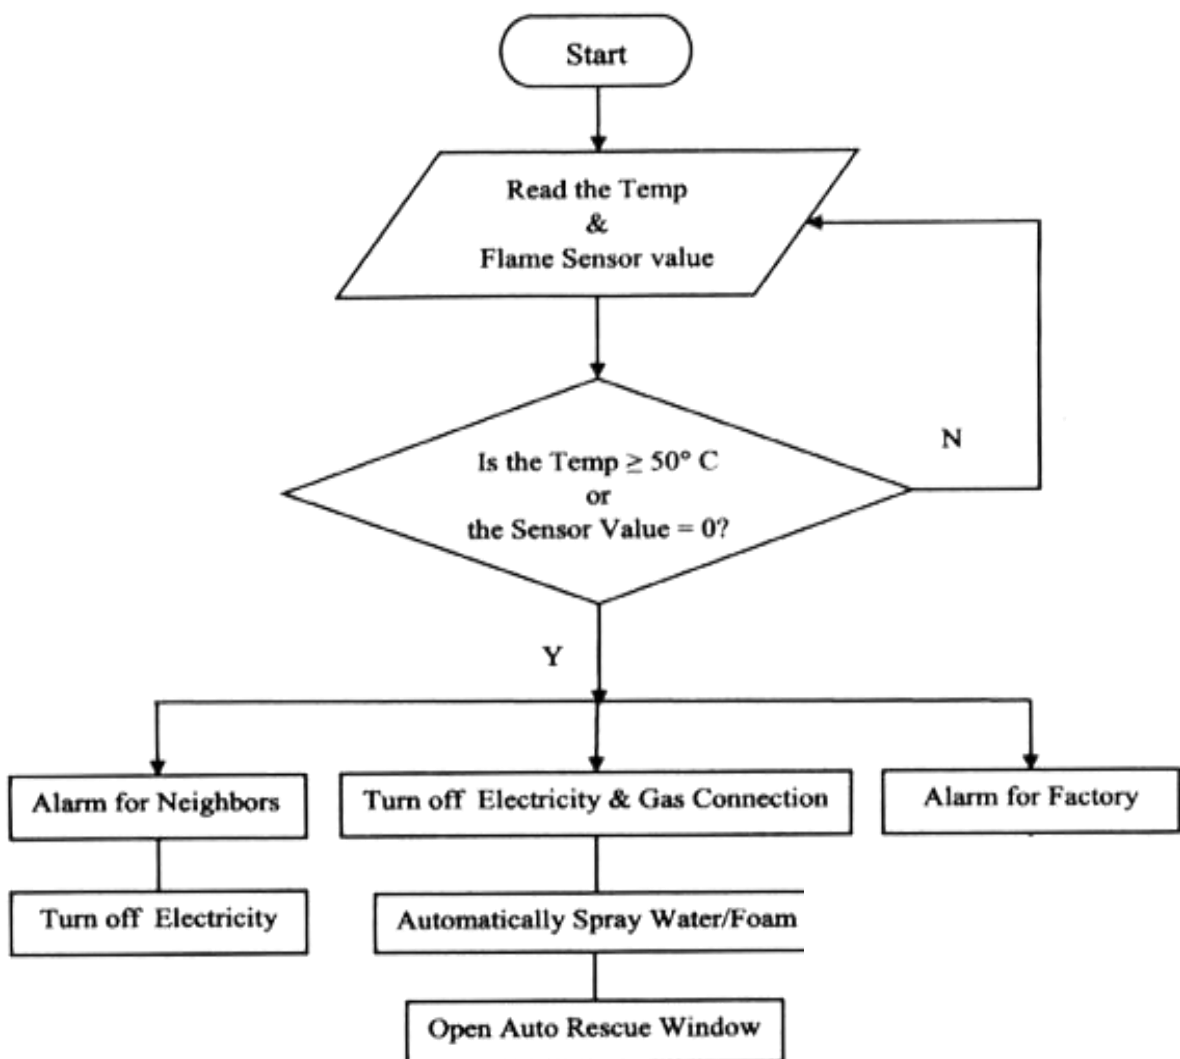 Start
Read the Temp
&
Flame Sensor value
Is the Temp ≥ 50° C
or
the Sensor Value = 0?
N
Y
Alarm for Neighbors
Turn off Electricity & Gas Connection
Alarm for Factory
Turn off Electricity
Automatically Spray Water/Foam
Open Auto Rescue Window